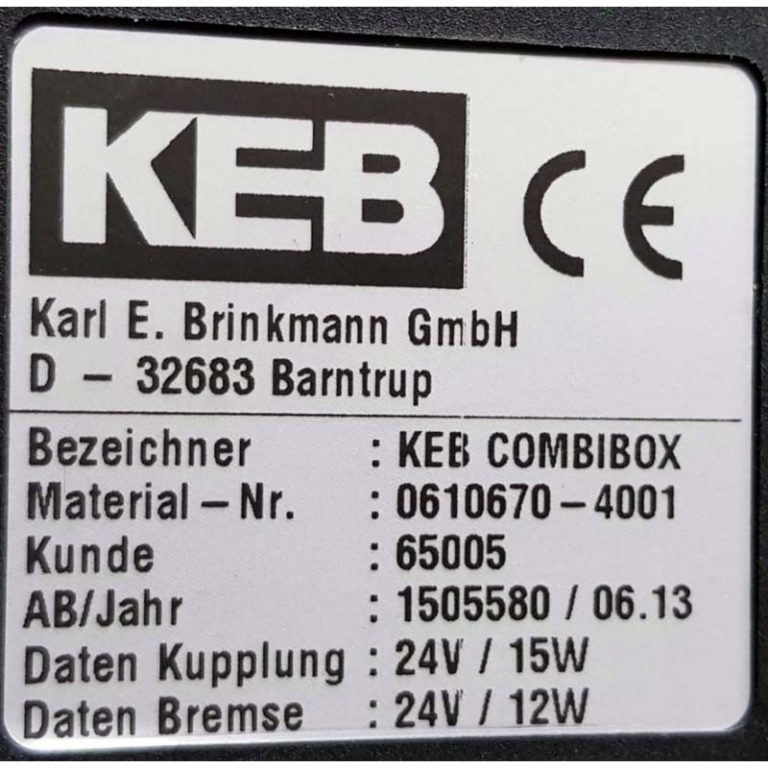 KEB CE
Karl E. Brinkmann GmbH
D – 32683 Barntrup
Bezeichner : KEB COMBIBOX
Material – Nr. : 0610670 – 4001
Kunde : 65005
AB/Jahr : 1505580 / 06.13
Daten Kupplung : 24V / 15W
Daten Bremse : 24V / 12W